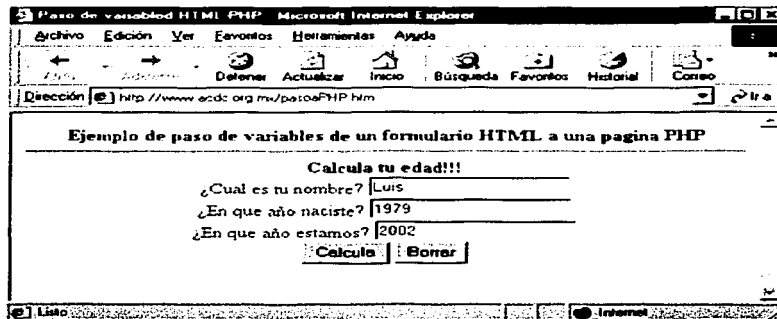 Paso de variabled HTML-PHP - Microsoft Internet Explorer
Archivo Edición Ver Favoritos Herramientas Ayuda
Detener Actualizar Inicio Búsqueda Favoritos Historial Correo
Dirección http://www.acdc.org.mx/pasoaPHP.htm Ir a
Ejemplo de paso de variables de un formulario HTML a una pagina PHP
Calcula tu edad!!!
¿Cual es tu nombre? Luis
¿En que año naciste? 1979
¿En que año estamos? 2002
Calcula Borrar
Listo Internet